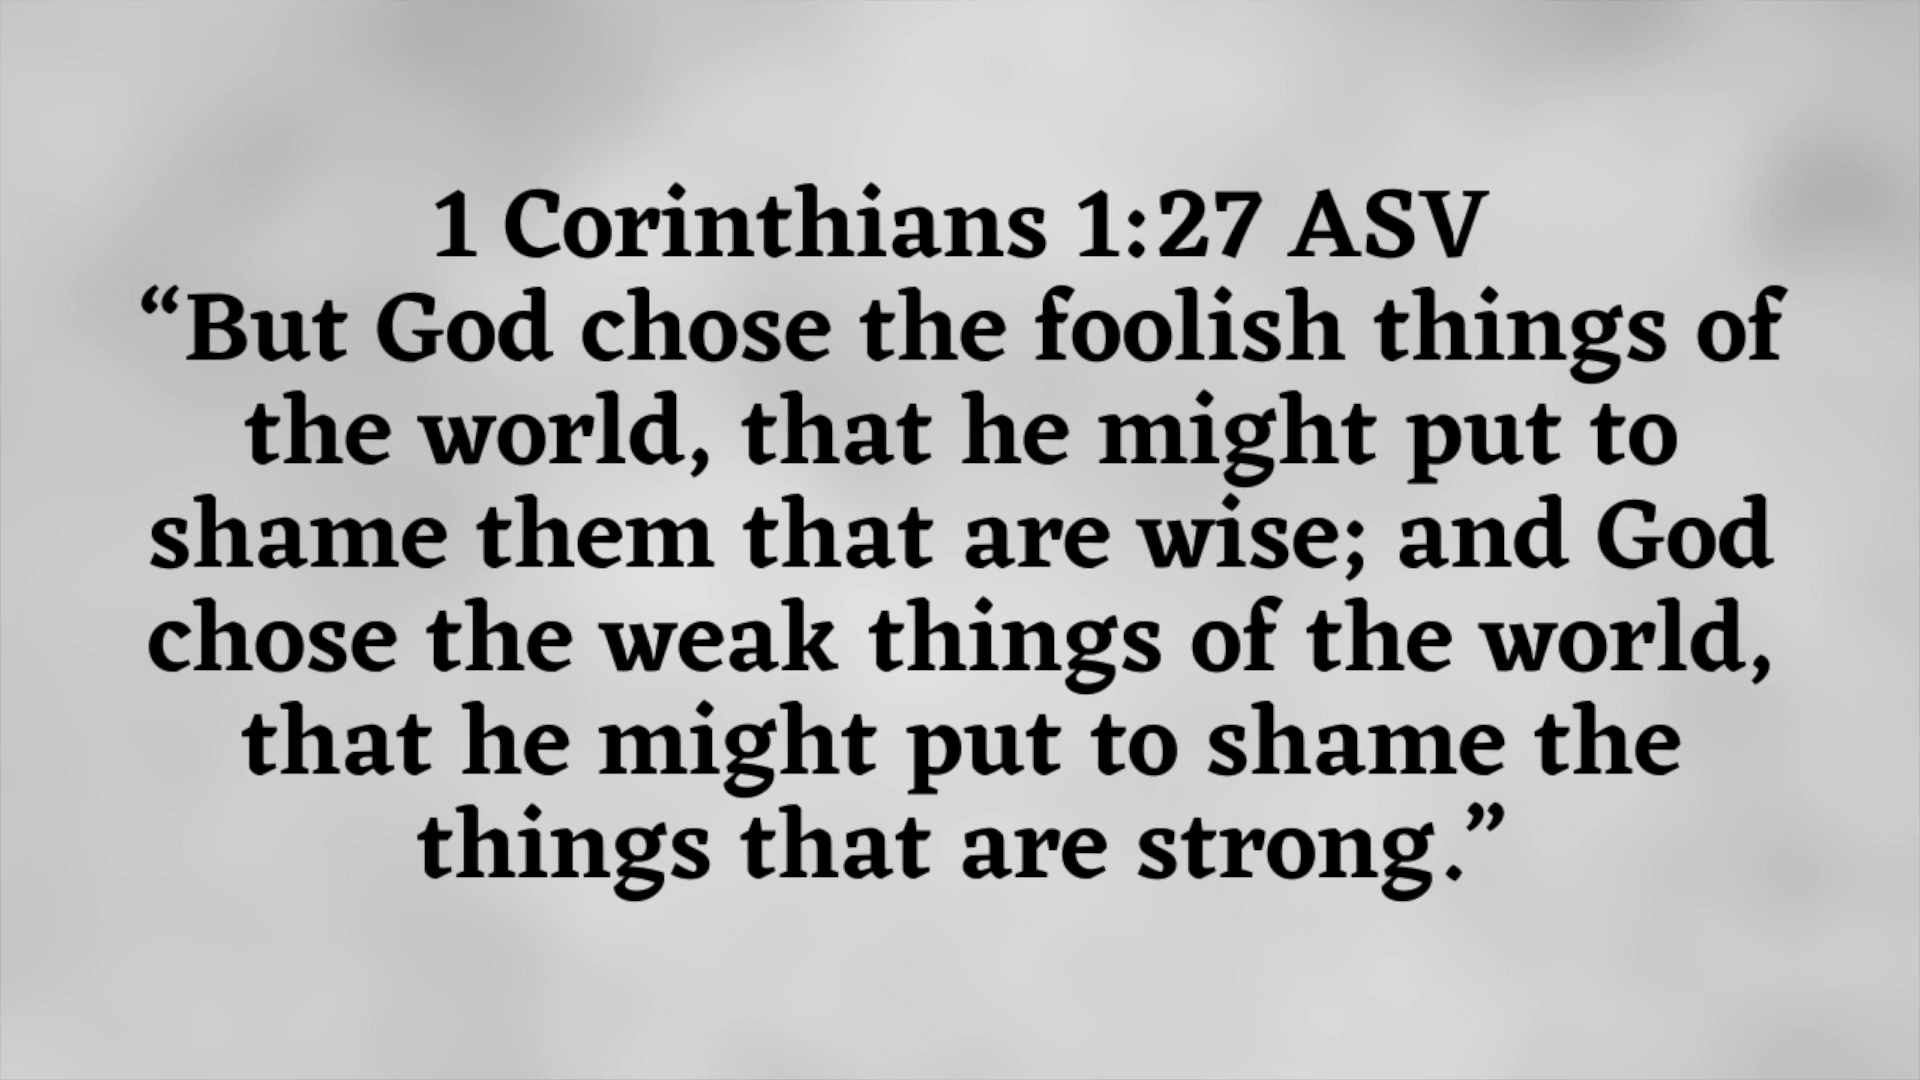 1 Corinthians 1:27 ASV
“But God chose the foolish things of
the world, that he might put to
shame them that are wise; and God
chose the weak things of the world,
that he might put to shame the
things that are strong.”